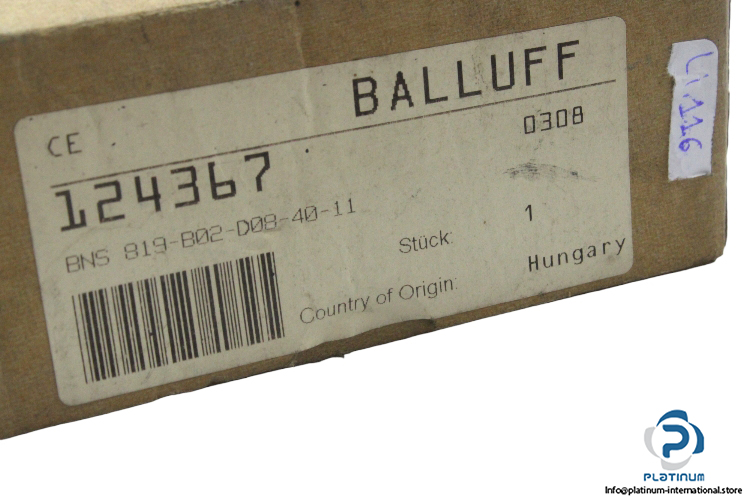 BALLUFF
CE
0308
124367
BNS 819-B02-D08-40-11
Stück: 1
Country of Origin: Hungary
PLATINUM
Info@platinum-international.store